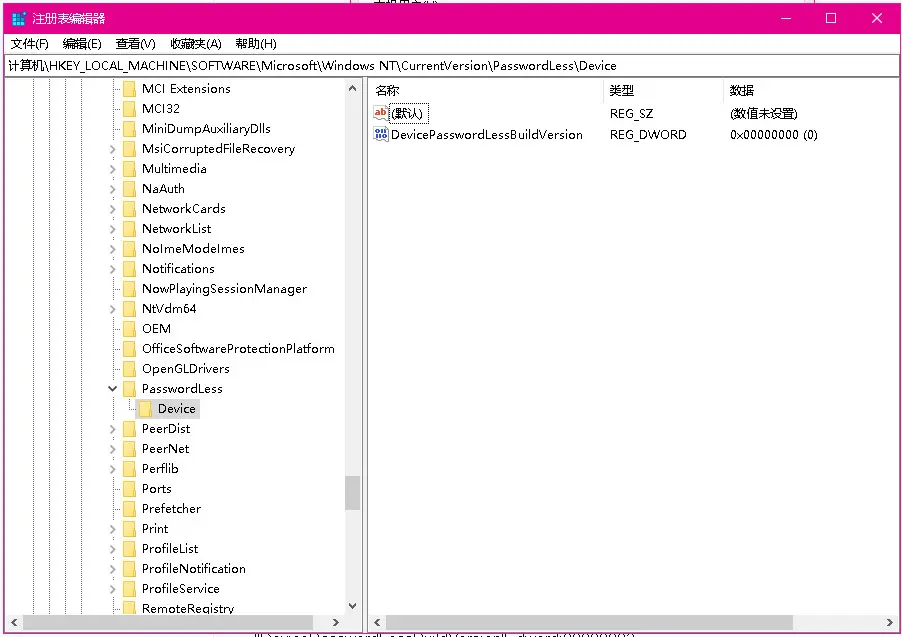 注册表编辑器
文件(F) 编辑(E) 查看(V) 收藏夹(A) 帮助(H)
计算机\HKEY_LOCAL_MACHINE\SOFTWARE\Microsoft\Windows NT\CurrentVersion\PasswordLess\Device
MCI Extensions
MCI32
MiniDumpAuxiliaryDlls
MsiCorruptedFileRecovery
Multimedia
NaAuth
NetworkCards
NetworkList
NoImeModeImes
Notifications
NowPlayingSessionManager
NtVdm64
OEM
OfficeSoftwareProtectionPlatform
OpenGLDrivers
PasswordLess
Device
PeerDist
PeerNet
Perflib
Ports
Prefetcher
Print
ProfileList
ProfileNotification
ProfileService
RemoteRegistry
名称 类型 数据
ab (默认) REG_SZ (数值未设置)
DevicePasswordLessBuildVersion REG_DWORD 0x00000000 (0)